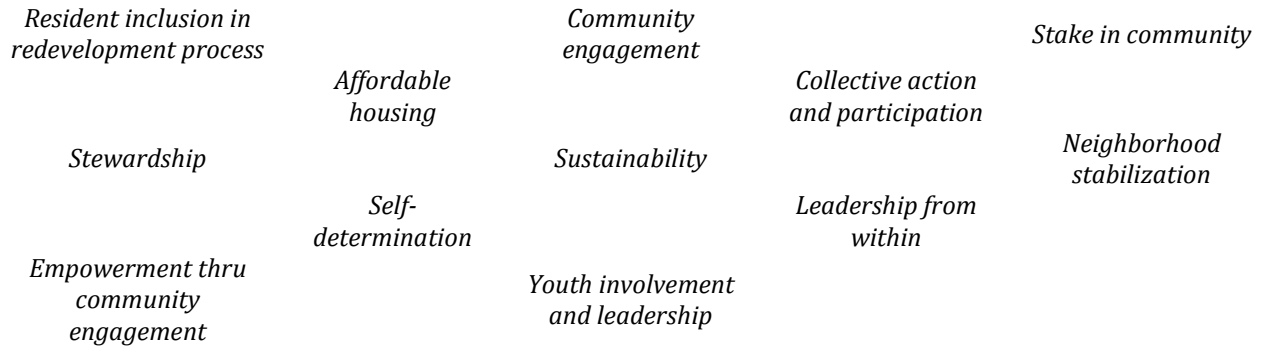 Resident inclusion in
redevelopment process
Community
engagement
Stake in community
Affordable
housing
Collective action
and participation
Stewardship
Sustainability
Neighborhood
stabilization
Self-
determination
Leadership from
within
Empowerment thru
community
engagement
Youth involvement
and leadership